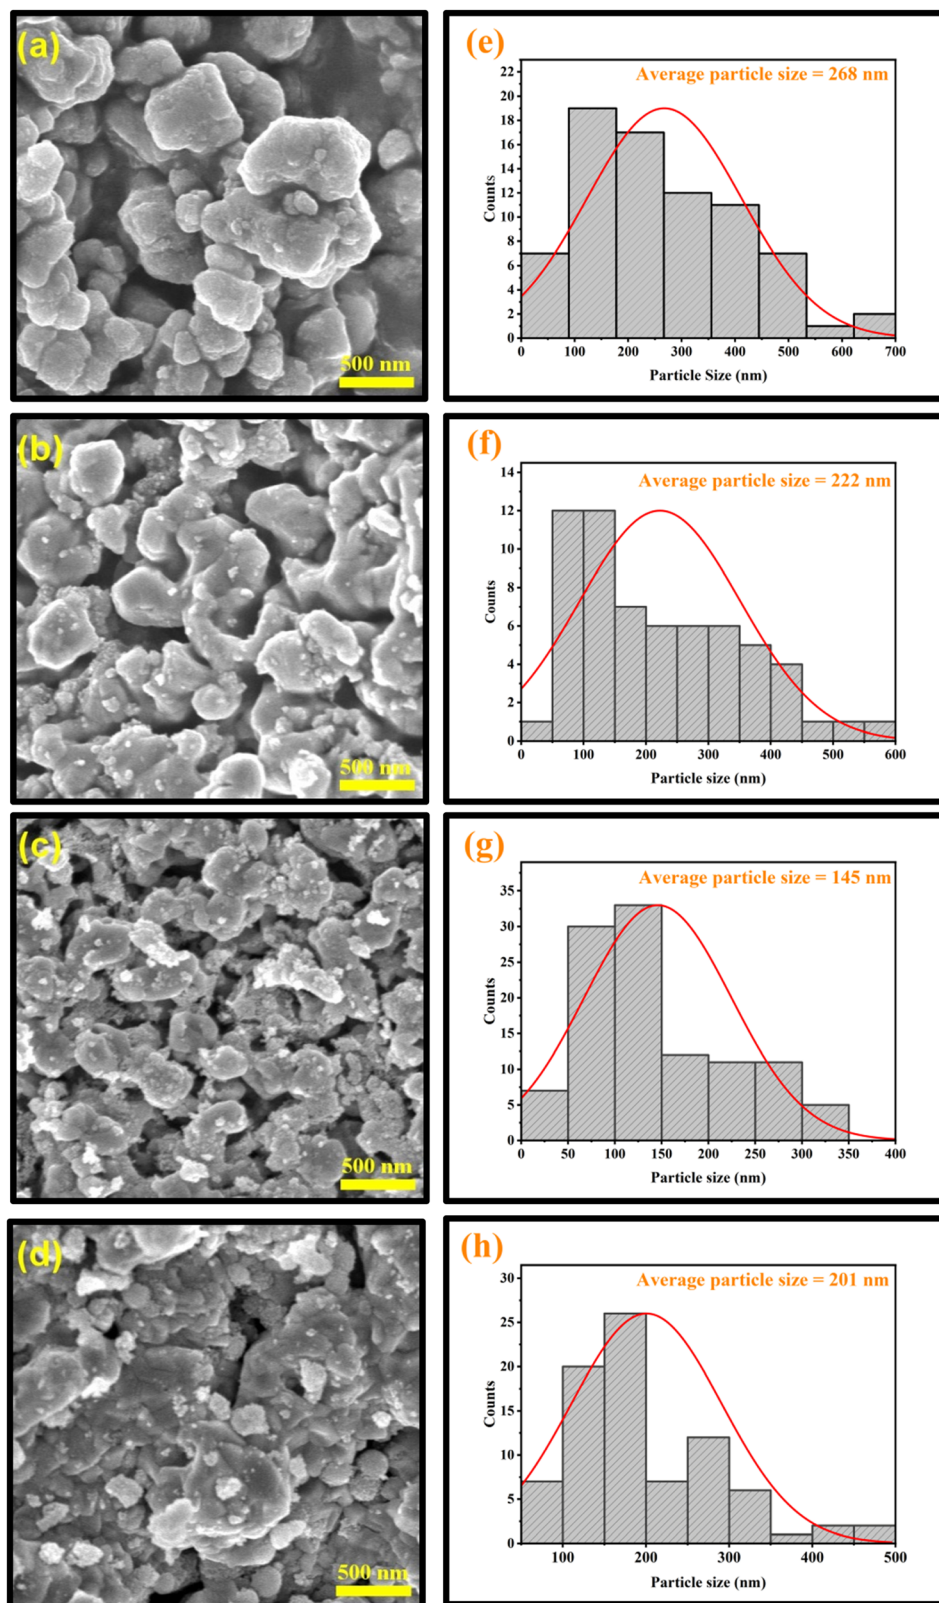 (a)
500 nm
(e)
Average particle size = 268 nm
22
20
18
16
14
12
10
8
6
4
2
0
Counts
0 100 200 300 400 500 600 700
Particle Size (nm)
(b)
500 nm
(f)
Average particle size = 222 nm
14
12
10
8
6
4
2
0
Counts
0 100 200 300 400 500 600
Particle size (nm)
(c)
500 nm
(g)
Average particle size = 145 nm
35
30
25
20
15
10
5
0
Counts
0 50 100 150 200 250 300 350 400
Particle size (nm)
(d)
500 nm
(h)
Average particle size = 201 nm
30
25
20
15
10
5
0
Counts
100 200 300 400 500
Particle size (nm)